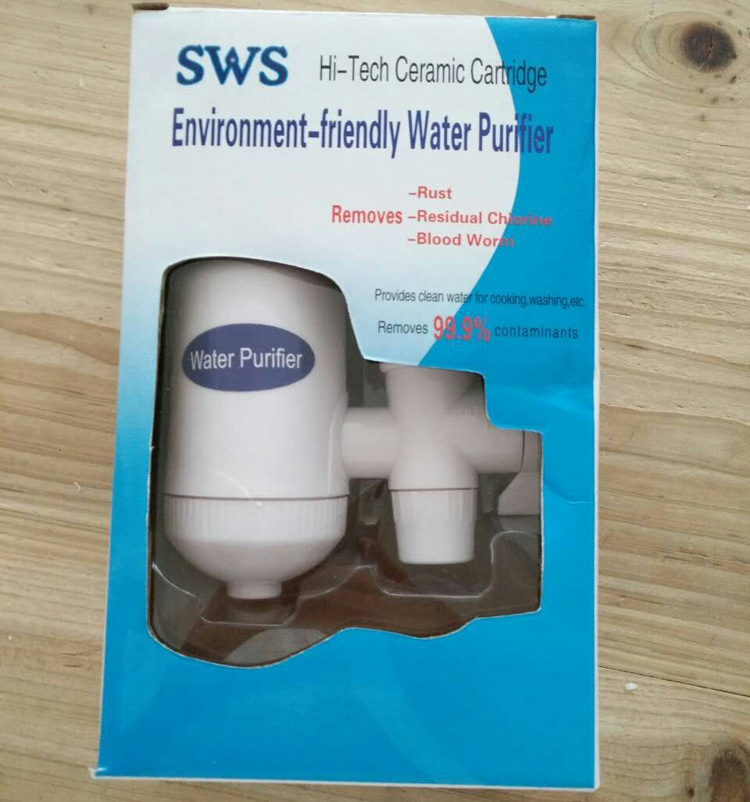 SWS Hi-Tech Ceramic Cartridge
Environment-friendly Water Purifier
-Rust
Removes -Residual Chlorine
-Blood Worm
Provides clean water for cooking,washing,etc.
Removes 99.9% contaminants
Water Purifier